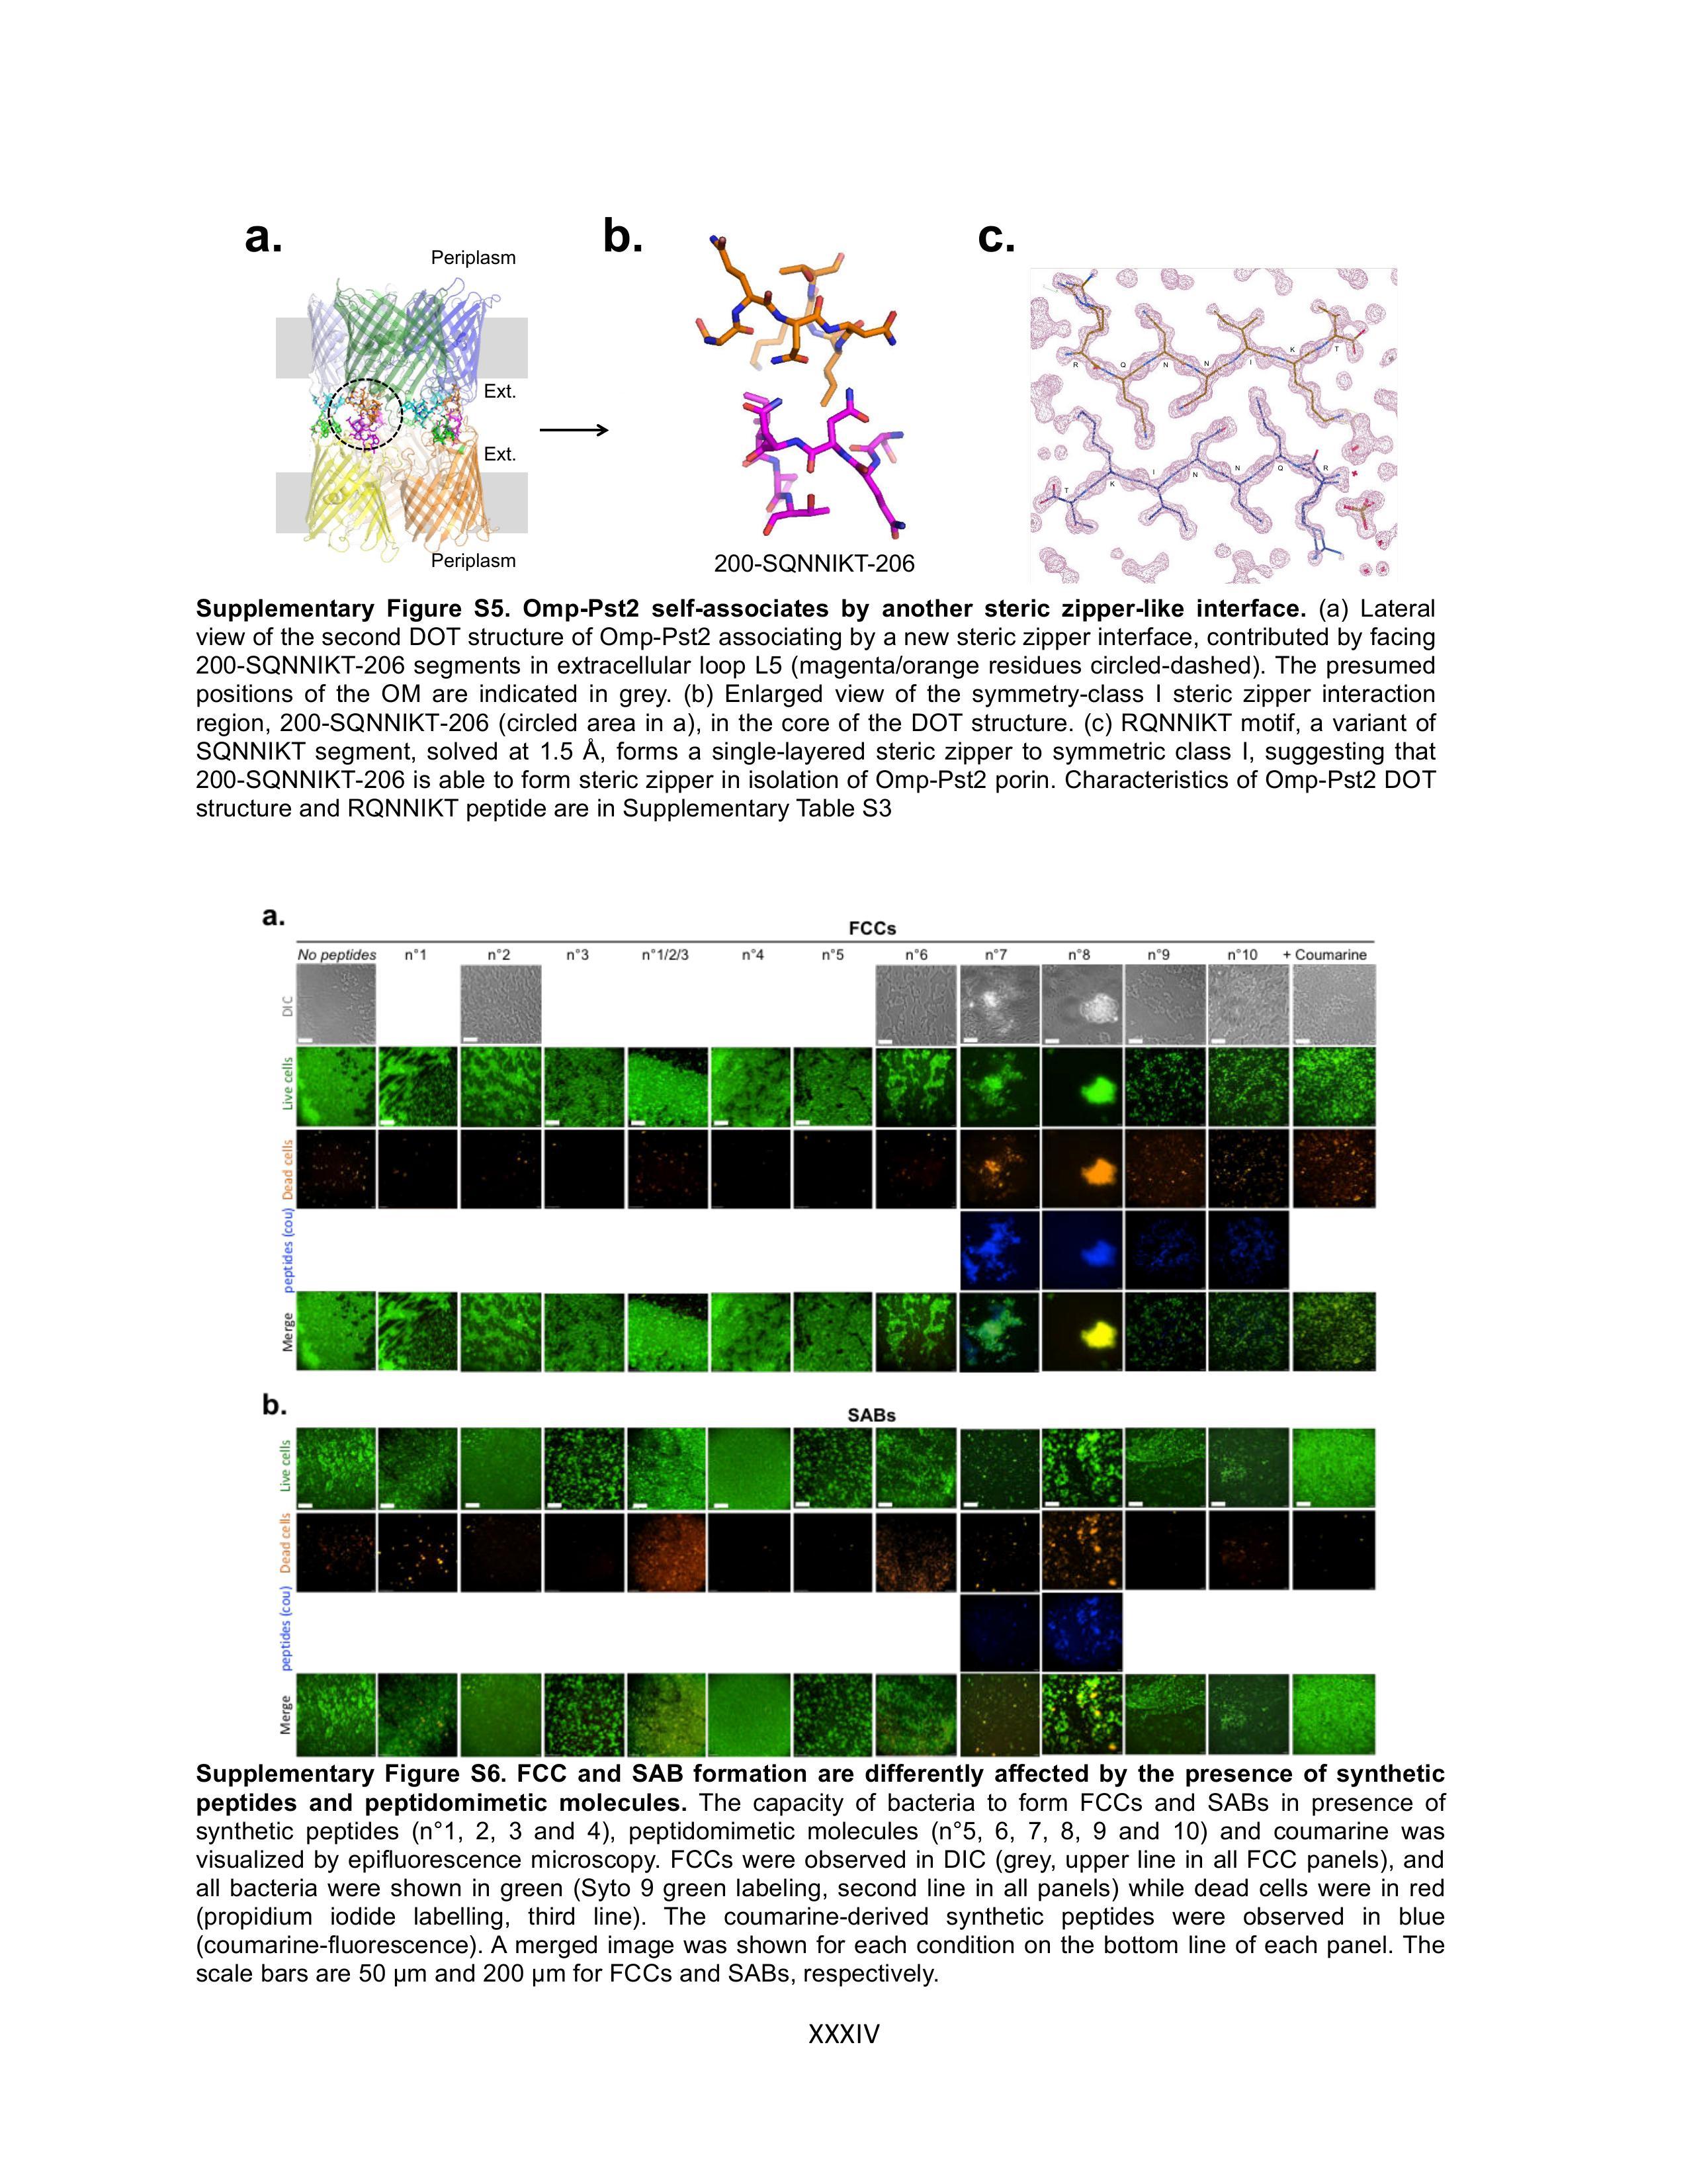 a.
b.
c.
Periplasm
Ext.
Ext.
Periplasm
200-SQNNIKT-206
R Q N N I K T
T K I N N Q R
Supplementary Figure S5. Omp-Pst2 self-associates by another steric zipper-like interface. (a) Lateral
view of the second DOT structure of Omp-Pst2 associating by a new steric zipper interface, contributed by facing
200-SQNNIKT-206 segments in extracellular loop L5 (magenta/orange residues circled-dashed). The presumed
positions of the OM are indicated in grey. (b) Enlarged view of the symmetry-class I steric zipper interaction
region, 200-SQNNIKT-206 (circled area in a), in the core of the DOT structure. (c) RQNNIKT motif, a variant of
SQNNIKT segment, solved at 1.5 Å, forms a single-layered steric zipper to symmetric class I, suggesting that
200-SQNNIKT-206 is able to form steric zipper in isolation of Omp-Pst2 porin. Characteristics of Omp-Pst2 DOT
structure and RQNNIKT peptide are in Supplementary Table S3
a.
FCCs
No peptides n°1 n°2 n°3 n°1/2/3 n°4 n°5 n°6 n°7 n°8 n°9 n°10 + Coumarine
DIC
Live cells
Dead cells
peptides (cou)
Merge
b.
SABs
Live cells
Dead cells
peptides (cou)
Merge
Supplementary Figure S6. FCC and SAB formation are differently affected by the presence of synthetic
peptides and peptidomimetic molecules. The capacity of bacteria to form FCCs and SABs in presence of
synthetic peptides (n°1, 2, 3 and 4), peptidomimetic molecules (n°5, 6, 7, 8, 9 and 10) and coumarine was
visualized by epifluorescence microscopy. FCCs were observed in DIC (grey, upper line in all FCC panels), and
all bacteria were shown in green (Syto 9 green labeling, second line in all panels) while dead cells were in red
(propidium iodide labelling, third line). The coumarine-derived synthetic peptides were observed in blue
(coumarine-fluorescence). A merged image was shown for each condition on the bottom line of each panel. The
scale bars are 50 µm and 200 µm for FCCs and SABs, respectively.
XXXIV